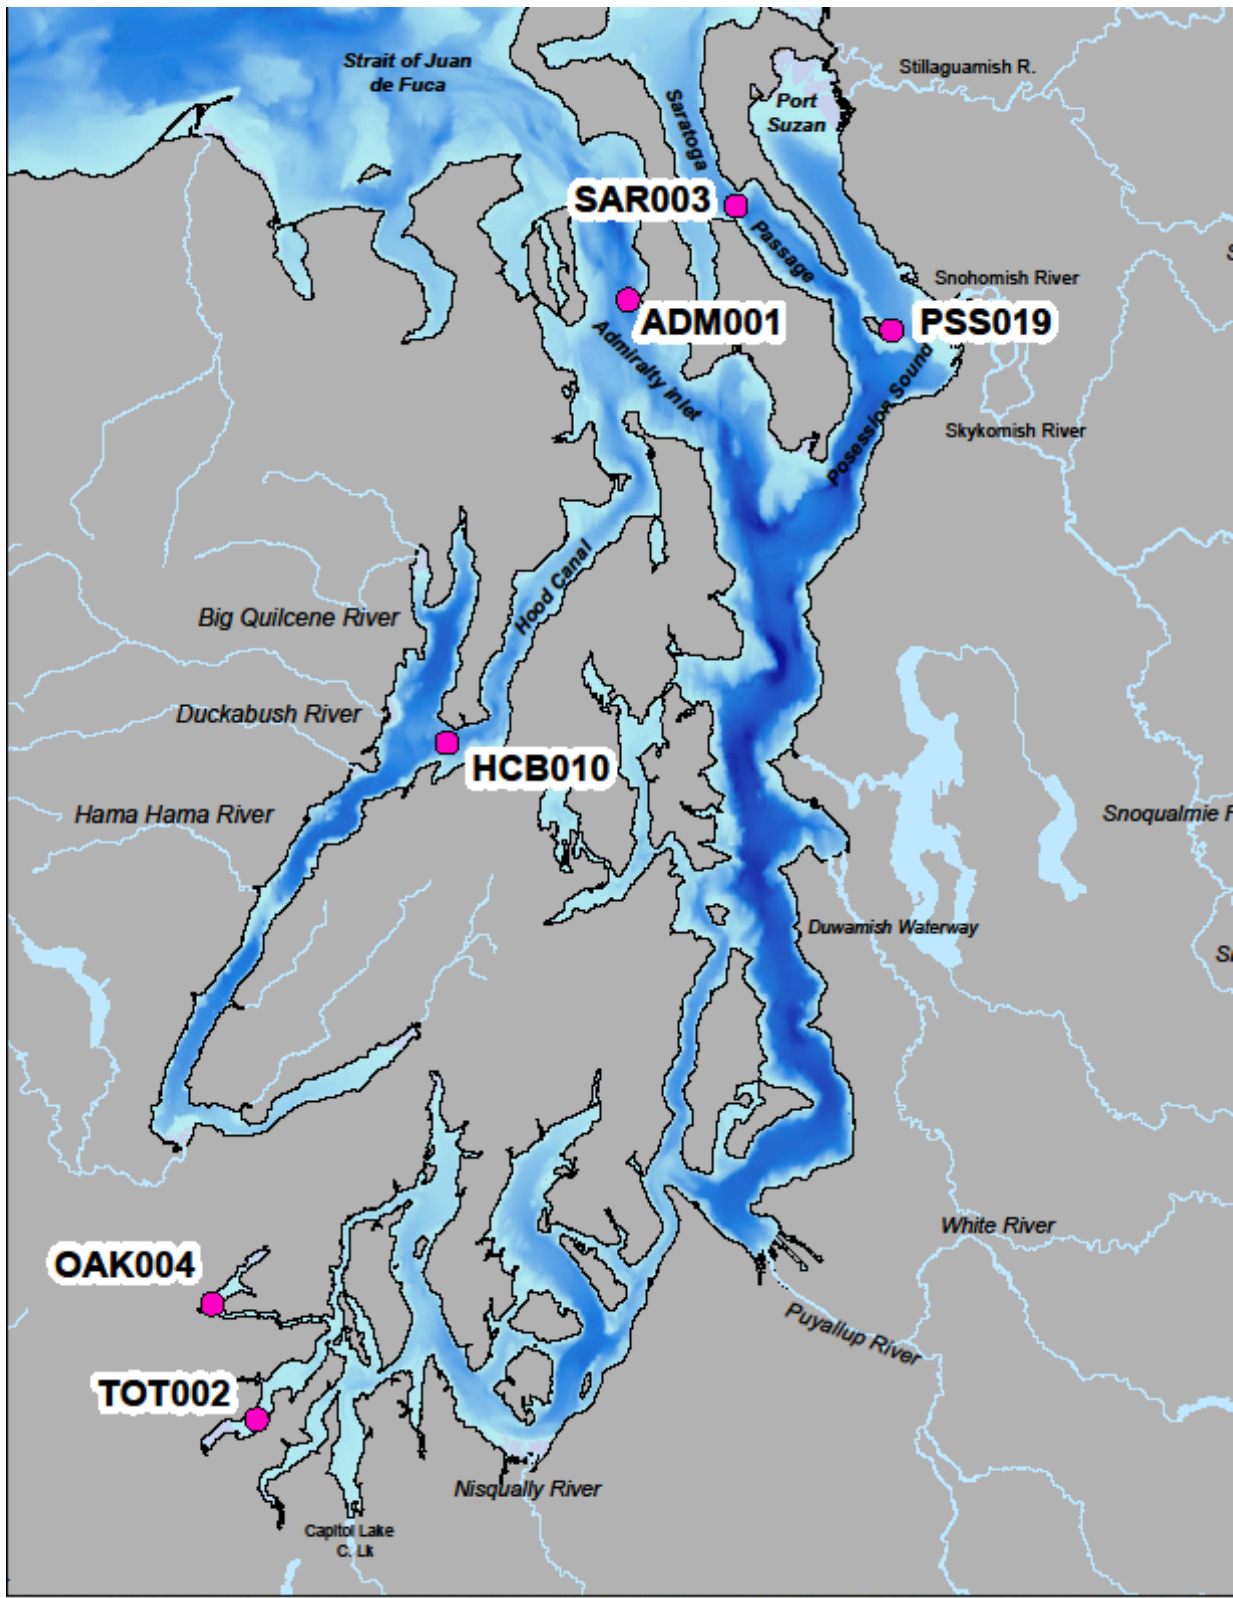 Strait of Juan
de Fuca
Stillaguamish R.
Port
Suzan
Saratoga
SAR003
Passage
Snohomish River
ADM001
PSS019
Admiralty Inlet
Posession Sound
Skykomish River
Hood Canal
Big Quilcene River
Duckabush River
HCB010
Hama Hama River
Snoqualmie
Duwamish Waterway
White River
OAK004
Puyallup River
TOT002
Nisqually River
Capitol Lake
C. Lk